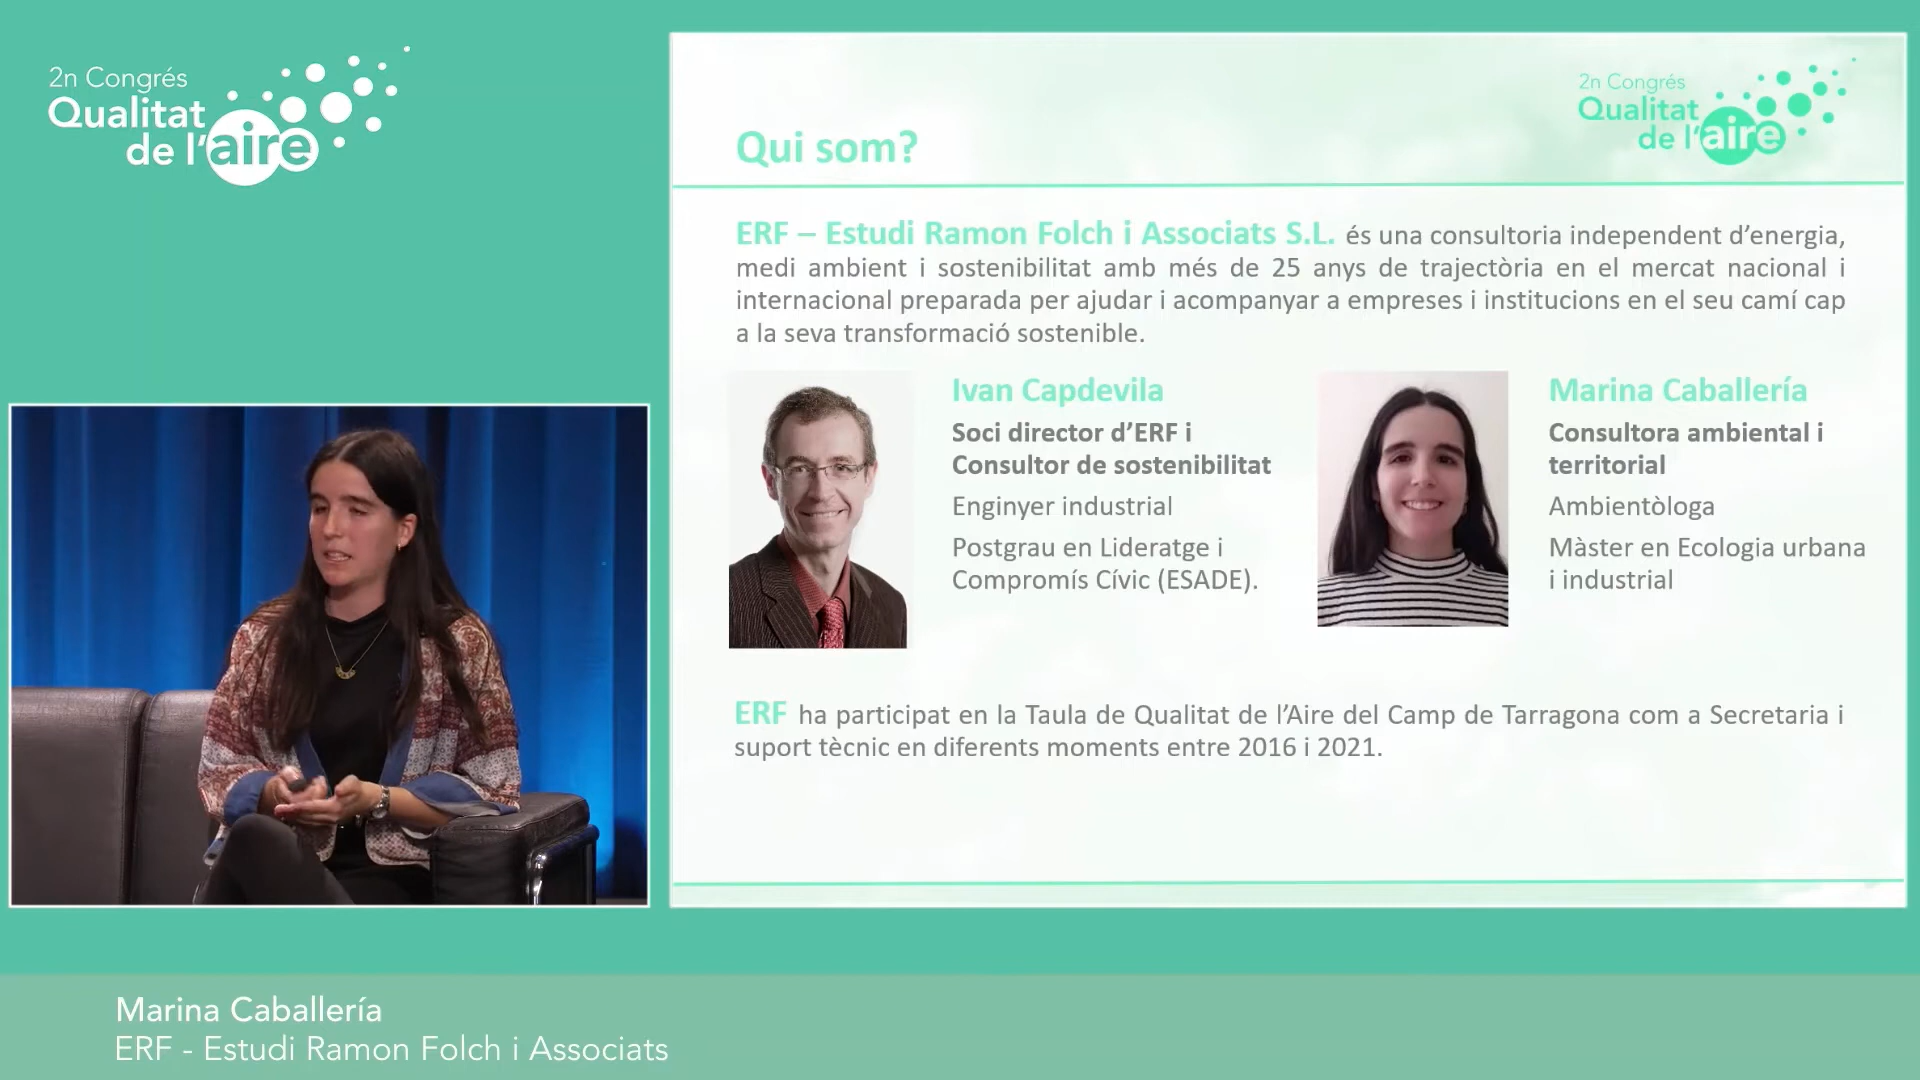 2n Congrés
Qualitat
de l'aire
2n Congrés
Qualitat
de l'aire
Qui som?
ERF – Estudi Ramon Folch i Associats S.L. és una consultoria independent d’energia,
medi ambient i sostenibilitat amb més de 25 anys de trajectòria en el mercat nacional i
internacional preparada per ajudar i acompanyar a empreses i institucions en el seu camí cap
a la seva transformació sostenible.
Ivan Capdevila
Soci director d’ERF i
Consultor de sostenibilitat
Enginyer industrial
Postgrau en Lideratge i
Compromís Cívic (ESADE).
Marina Caballería
Consultora ambiental i
territorial
Ambientòloga
Màster en Ecologia urbana
i industrial
ERF ha participat en la Taula de Qualitat de l’Aire del Camp de Tarragona com a Secretaria i
suport tècnic en diferents moments entre 2016 i 2021.
Marina Caballería
ERF - Estudi Ramon Folch i Associats